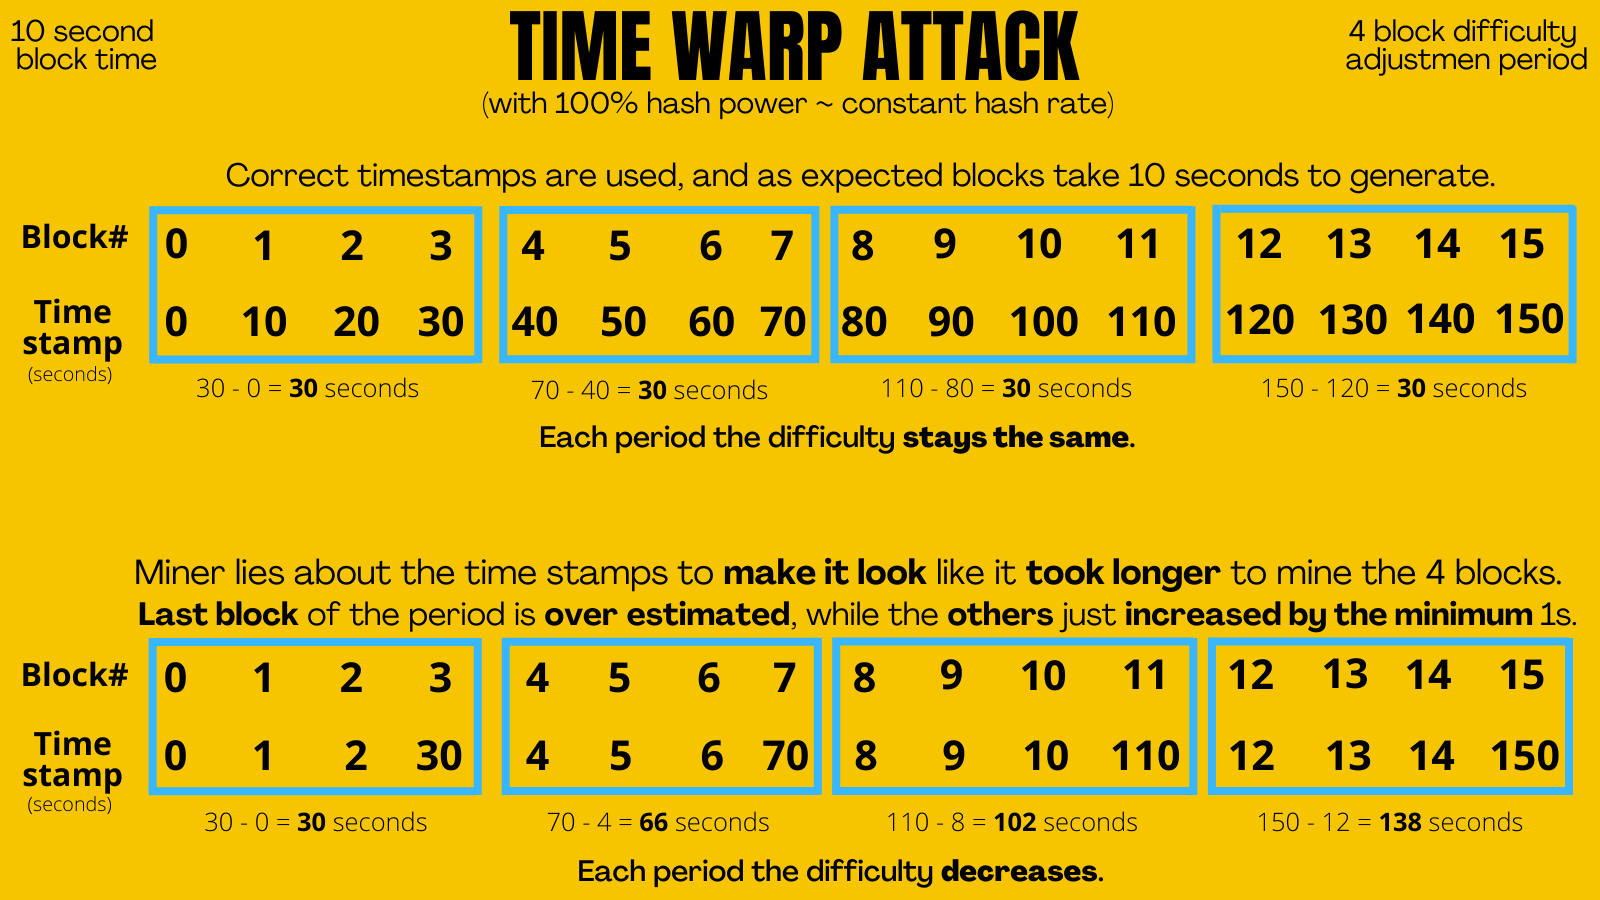 10 second
block time
TIME WARP ATTACK
(with 100% hash power ~ constant hash rate)
4 block difficulty
adjustmen period
Correct timestamps are used, and as expected blocks take 10 seconds to generate.
Block# 0 1 2 3 4 5 6 7 8 9 10 11 12 13 14 15
Time
stamp
(seconds)
0 10 20 30 40 50 60 70 80 90 100 110 120 130 140 150
30 - 0 = 30 seconds 70 - 40 = 30 seconds 110 - 80 = 30 seconds 150 - 120 = 30 seconds
Each period the difficulty stays the same.
Miner lies about the time stamps to make it look like it took longer to mine the 4 blocks.
Last block of the period is over estimated, while the others just increased by the minimum 1s.
Block# 0 1 2 3 4 5 6 7 8 9 10 11 12 13 14 15
Time
stamp
(seconds)
0 1 2 30 4 5 6 70 8 9 10 110 12 13 14 150
30 - 0 = 30 seconds 70 - 4 = 66 seconds 110 - 8 = 102 seconds 150 - 12 = 138 seconds
Each period the difficulty decreases.